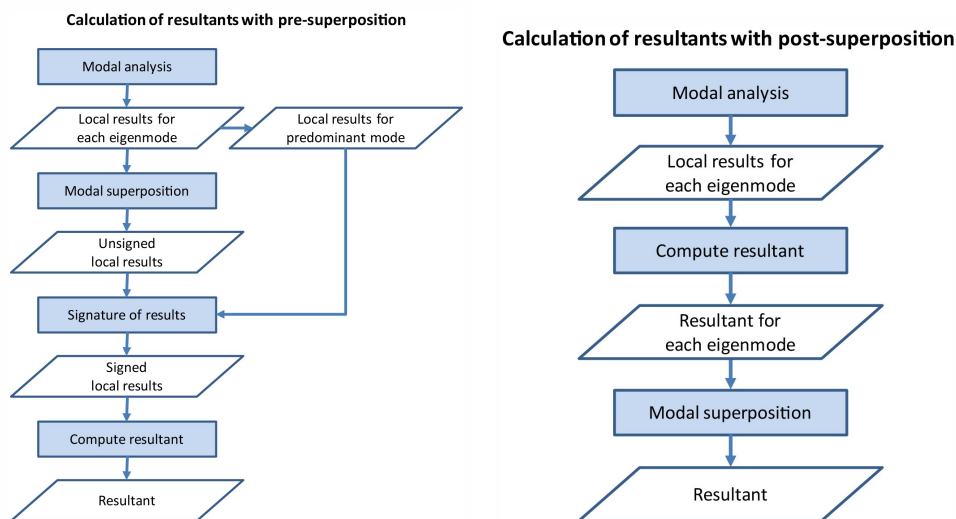 Calculation of resultants with pre-superposition
Modal analysis
Local results for
each eigenmode
Local results for
predominant mode
Modal superposition
Unsigned
local results
Signature of results
Signed
local results
Compute resultant
Resultant
Calculation of resultants with post-superposition
Modal analysis
Local results for
each eigenmode
Compute resultant
Resultant for
each eigenmode
Modal superposition
Resultant